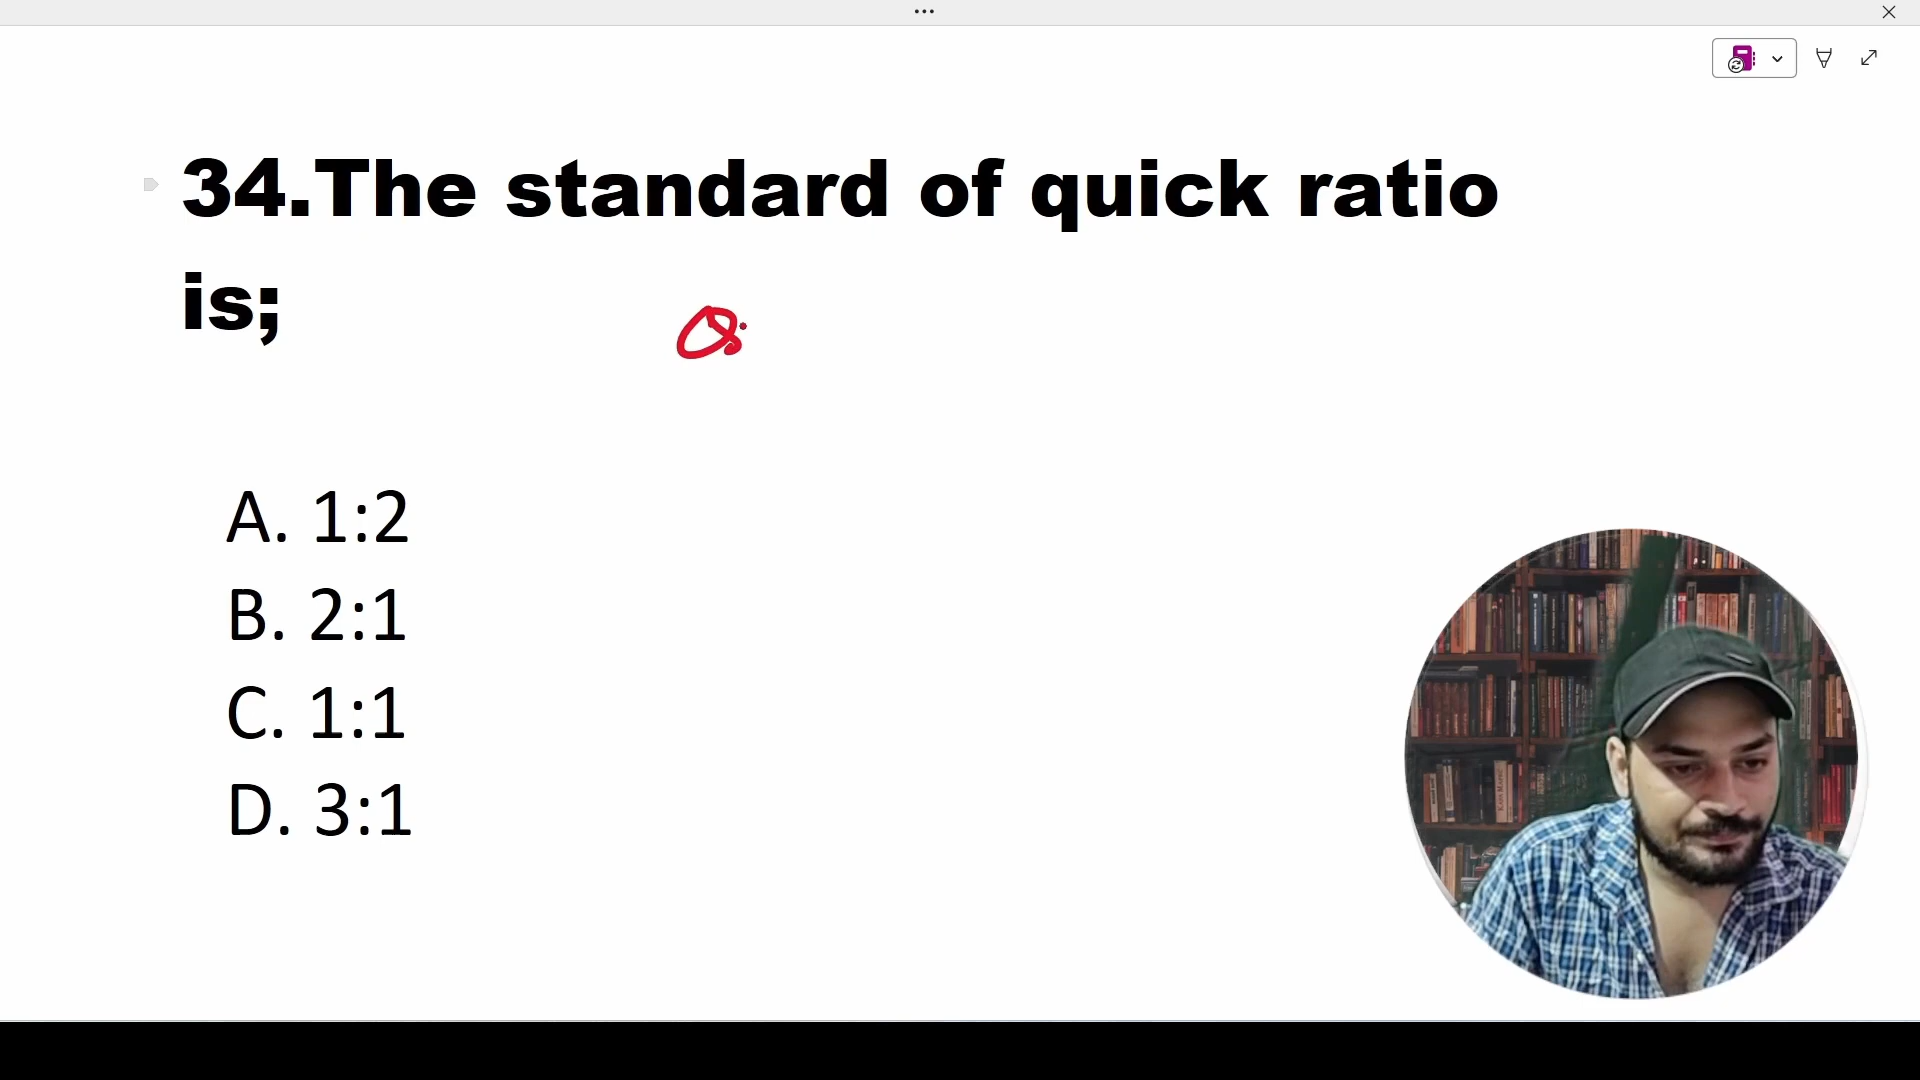 34.The standard of quick ratio
is;
A. 1:2
B. 2:1
C. 1:1
D. 3:1